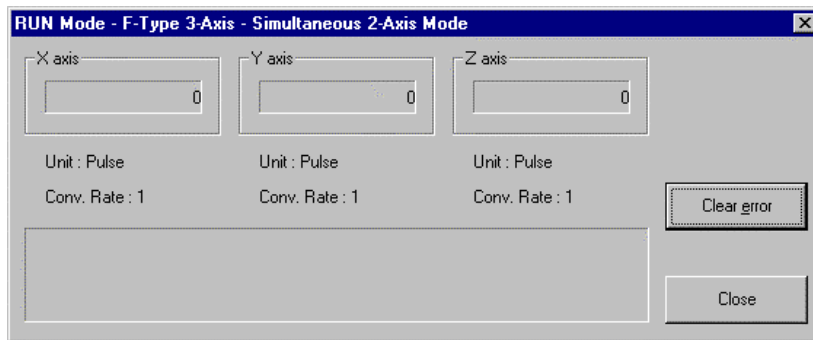 RUN Mode - F-Type 3-Axis - Simultaneous 2-Axis Mode
X axis
Y axis
Z axis
0
0
0
Unit : Pulse
Unit : Pulse
Unit : Pulse
Conv. Rate : 1
Conv. Rate : 1
Conv. Rate : 1
Clear error
Close